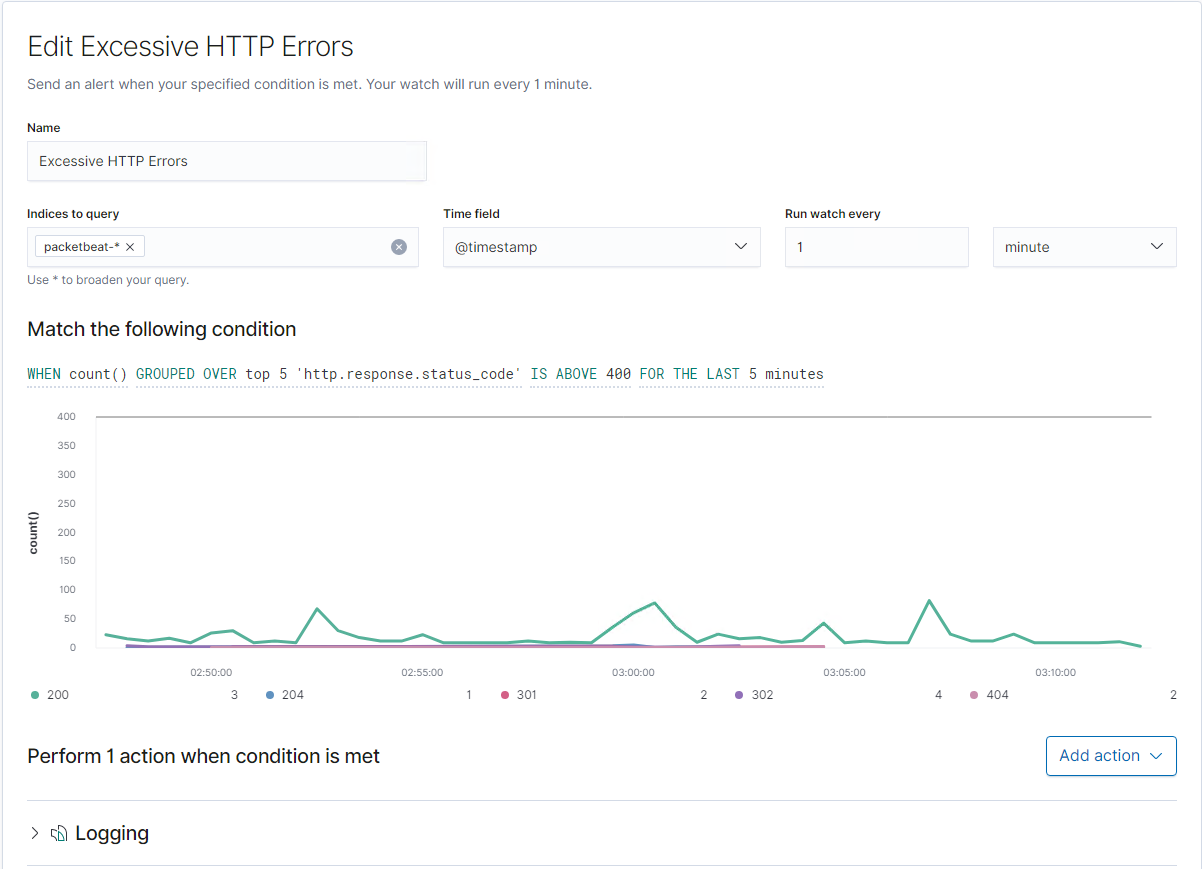 Edit Excessive HTTP Errors
Send an alert when your specified condition is met. Your watch will run every 1 minute.
Name
Excessive HTTP Errors
Indices to query Time field Run watch every
packetbeat-* @timestamp 1 minute
Use * to broaden your query.
Match the following condition
WHEN count() GROUPED OVER top 5 'http.response.status_code' IS ABOVE 400 FOR THE LAST 5 minutes
400
350
300
250
200
150
100
50
0
count()
02:50:00 02:55:00 03:00:00 03:05:00 03:10:00
200 3 204 1 301 2 302 4 404 2
Perform 1 action when condition is met Add action
Logging